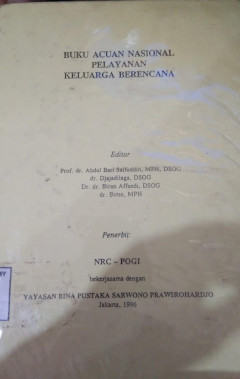 BUKU ACUAN NASIONAL
PELAYANAN
KELUARGA BERENCANA
Editor
Prof. dr. Abdul Bari Saifuddin, MPH, DSOG
dr. Djajadilaga, DSOG
Dr. dr. Biran Affandi, DSOG
dr. Bimo, MPH
Penerbit:
NRC - POGI
bekerjasama dengan
YAYASAN BINA PUSTAKA SARWONO PRAWIROHARDJO
Jakarta, 1996